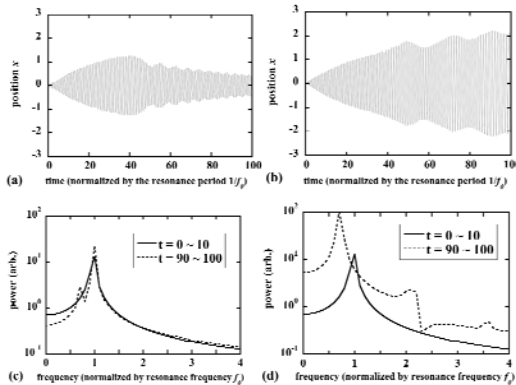 3
2
1
0
-1
-2
-3
position x
0 20 40 60 80 100
(a) time (normalized by the resonance period 1/f₀)
3
2
1
0
-1
-2
-3
position x
0 20 40 60 80 100
(b) time (normalized by the resonance period 1/f₀)
10²
10¹
10⁰
10⁻¹
power (arb.)
t = 0 ~ 10
t = 90 ~ 100
0 1 2 3 4
(c) frequency (normalized by resonance frequency f₀)
10²
10¹
10⁰
10⁻¹
power (arb.)
t = 0 ~ 10
t = 90 ~ 100
0 1 2 3 4
(d) frequency (normalized by resonance frequency f₀)